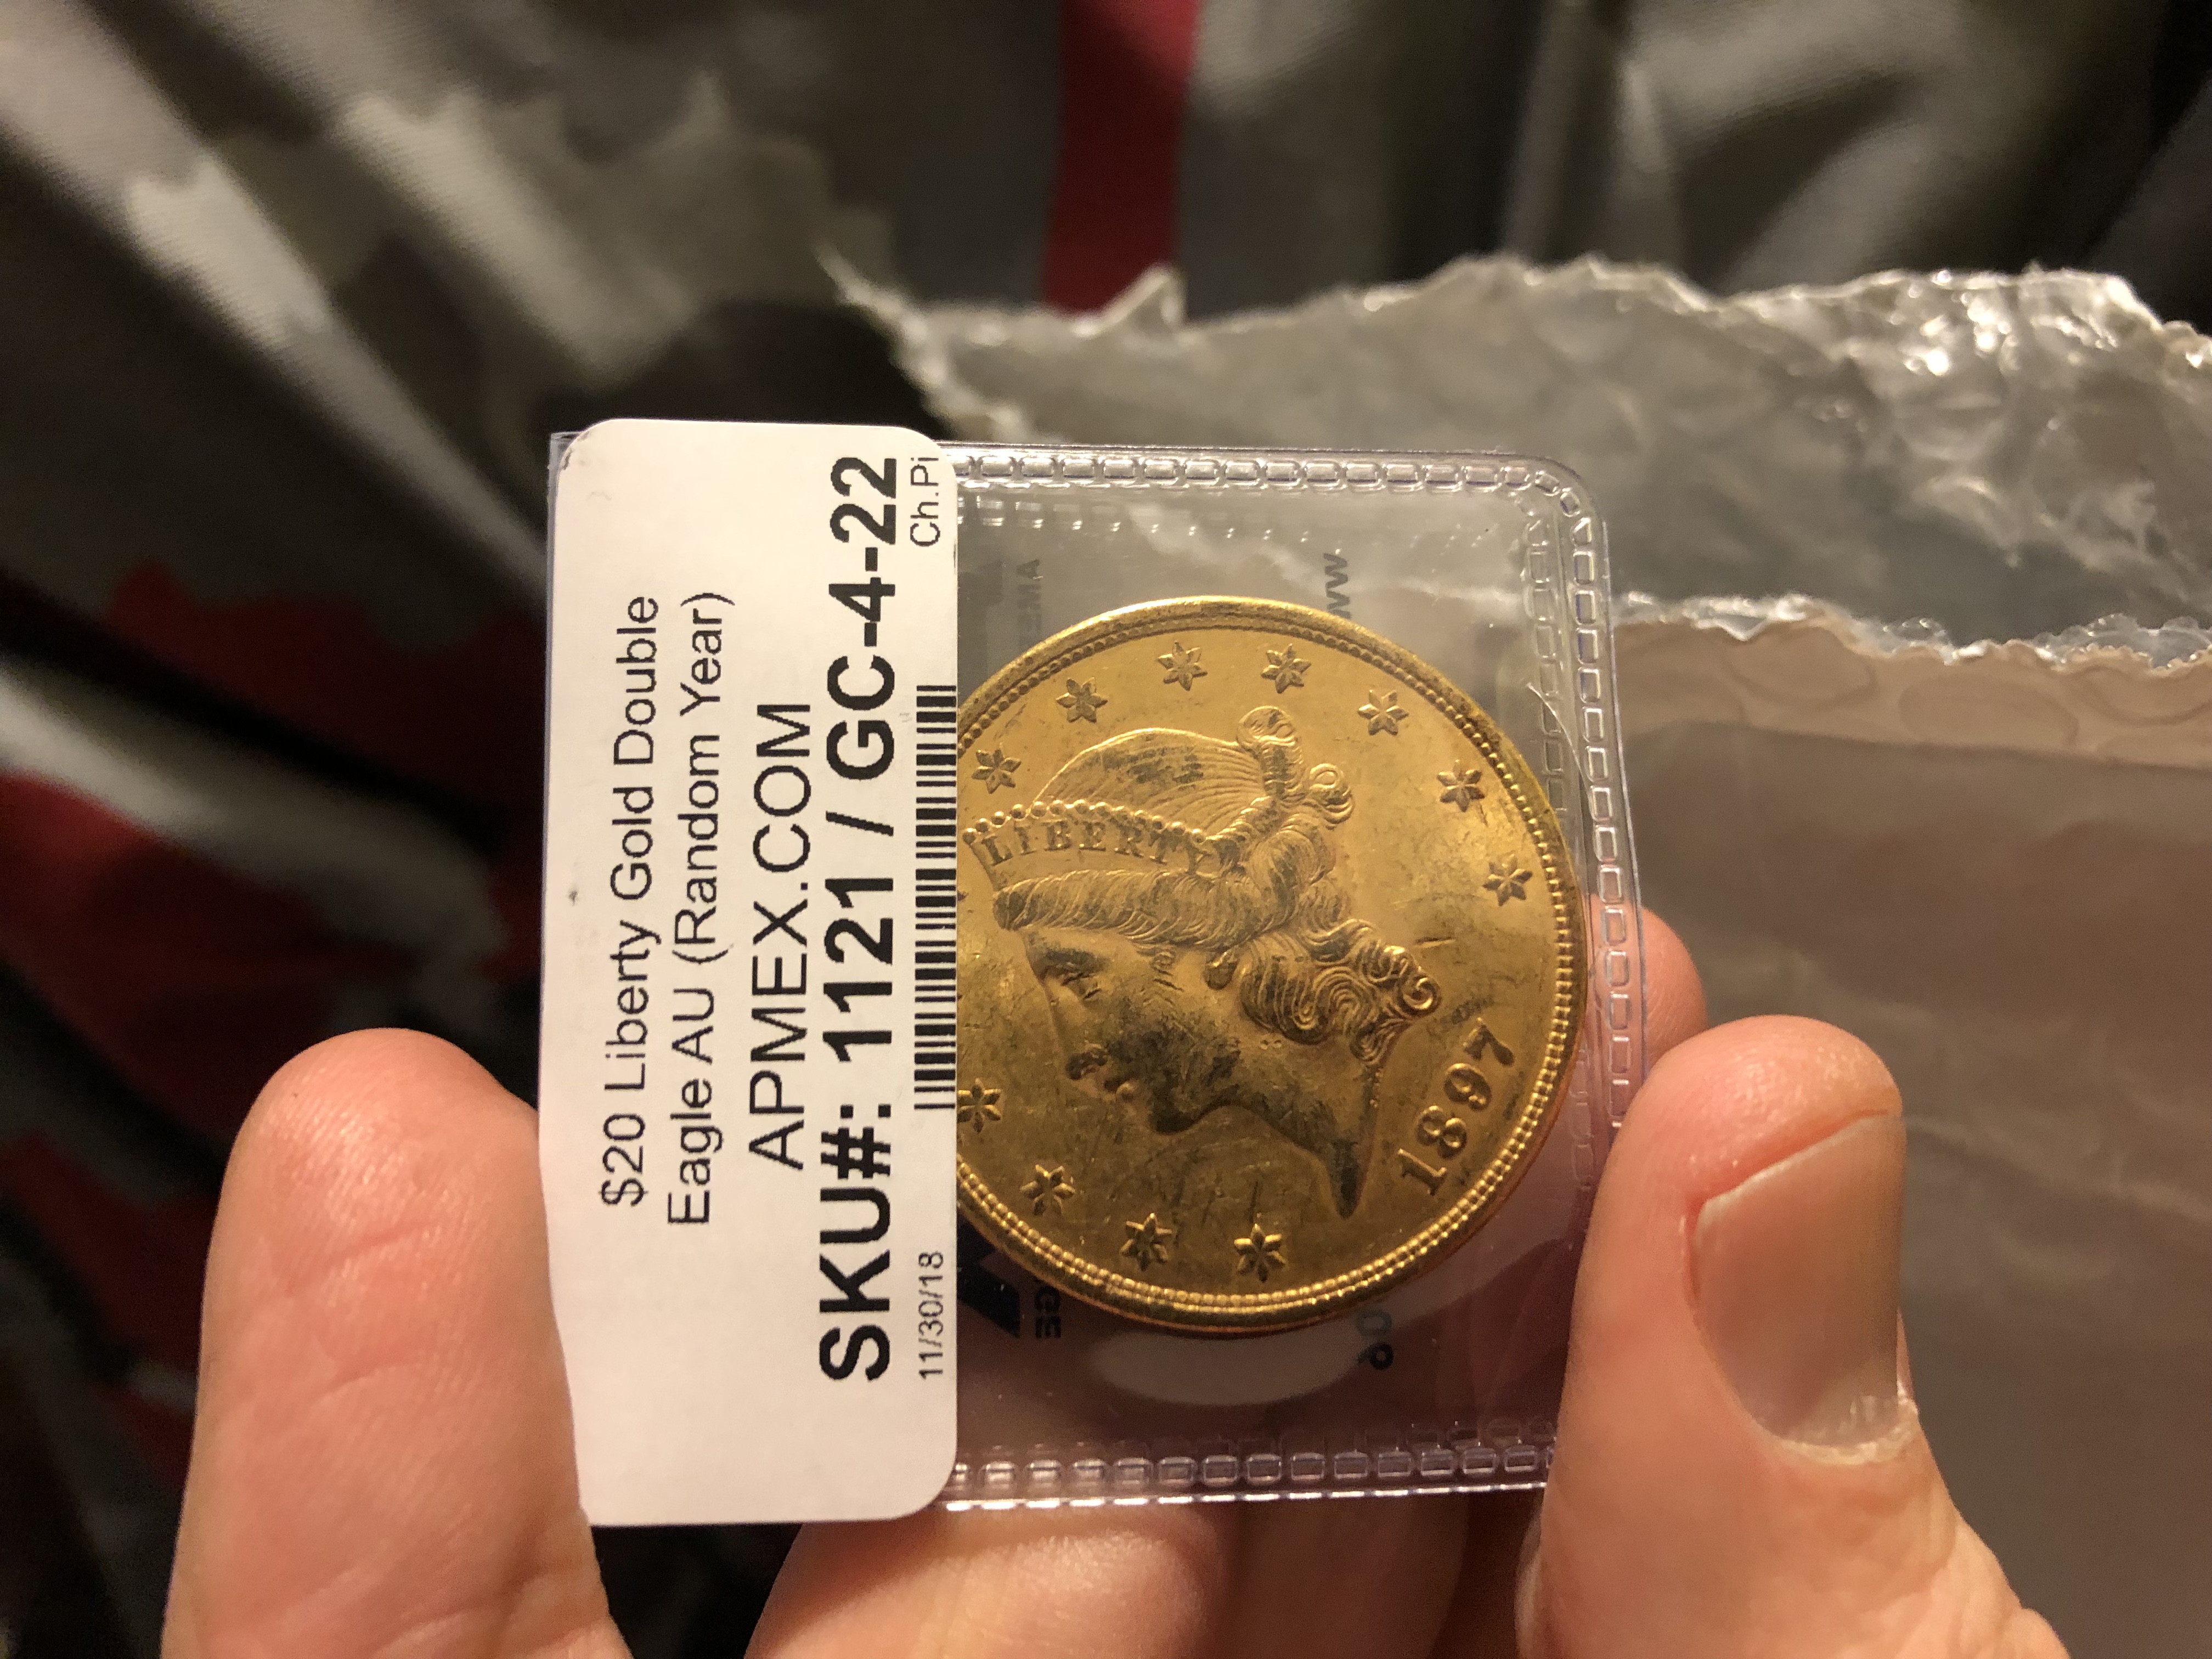 $20 Liberty Gold Double
Eagle AU (Random Year)
APMEX.COM
SKU#: 1121 / GC-4-22
11/30/18
Ch.Pi
LIBERTY
1897